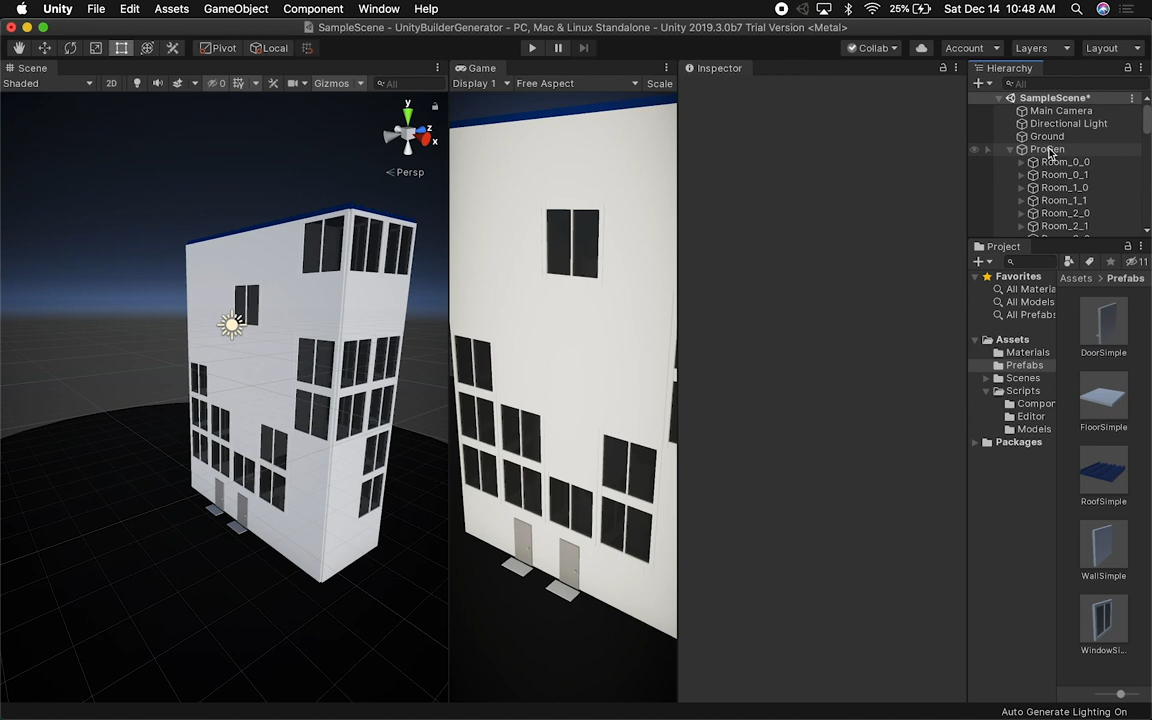 Unity File Edit Assets GameObject Component Window Help 25% Sat Dec 14 10:48 AM
SampleScene - UnityBuilderGenerator - PC, Mac & Linux Standalone - Unity 2019.3.0b7 Trial Version <Metal>
Pivot Local Collab Account Layers Layout
Scene Game Inspector Hierarchy
Shaded 2D 0 Gizmos All Display 1 Free Aspect Scale All
SampleScene*
Main Camera
Directional Light
Ground
Room_0_0
Room_0_1
Room_1_0
Room_1_1
Room_2_0
Room_2_1
y
z
x
Persp
Project
11
Favorites
All Materia
All Models
All Prefabs
Assets
Materials
Prefabs
Scenes
Scripts
Compor
Editor
Models
Packages
Assets > Prefabs
DoorSimple
FloorSimple
RoofSimple
WallSimple
WindowSi...
Auto Generate Lighting On